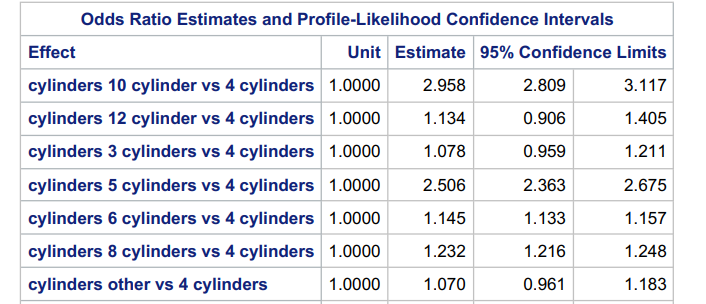 Odds Ratio Estimates and Profile-Likelihood Confidence Intervals
Effect Unit Estimate 95% Confidence Limits
cylinders 10 cylinder vs 4 cylinders 1.0000 2.958 2.809 3.117
cylinders 12 cylinder vs 4 cylinders 1.0000 1.134 0.906 1.405
cylinders 3 cylinders vs 4 cylinders 1.0000 1.078 0.959 1.211
cylinders 5 cylinders vs 4 cylinders 1.0000 2.506 2.363 2.675
cylinders 6 cylinders vs 4 cylinders 1.0000 1.145 1.133 1.157
cylinders 8 cylinders vs 4 cylinders 1.0000 1.232 1.216 1.248
cylinders other vs 4 cylinders 1.0000 1.070 0.961 1.183